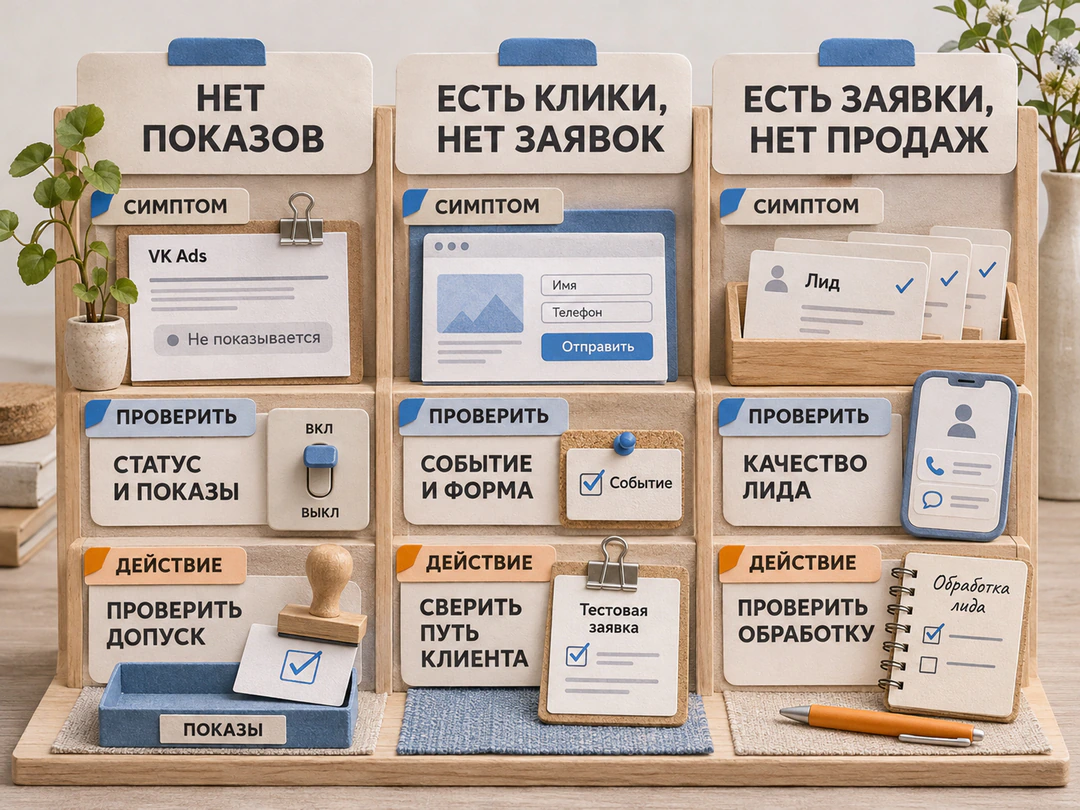 НЕТ
ПОКАЗОВ
СИМПТОМ
VK Ads
Не показывается
ПРОВЕРИТЬ
СТАТУС
И ПОКАЗЫ
ВКЛ
ВЫКЛ
ДЕЙСТВИЕ
ПРОВЕРИТЬ
ДОПУСК
ПОКАЗЫ
ЕСТЬ КЛИКИ,
НЕТ ЗАЯВОК
СИМПТОМ
Имя
Телефон
Отправить
ПРОВЕРИТЬ
СОБЫТИЕ
И ФОРМА
Событие
ДЕЙСТВИЕ
СВЕРИТЬ
ПУТЬ
КЛИЕНТА
Тестовая
заявка
ЕСТЬ ЗАЯВКИ,
НЕТ ПРОДАЖ
СИМПТОМ
Лид
ПРОВЕРИТЬ
КАЧЕСТВО
ЛИДА
ДЕЙСТВИЕ
ПРОВЕРИТЬ
ОБРАБОТКУ
Обработка
лида